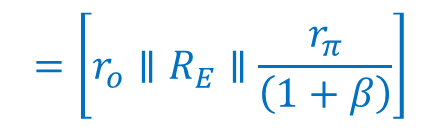 = [r_o ∥ R_E ∥ r_π / (1 + β)]